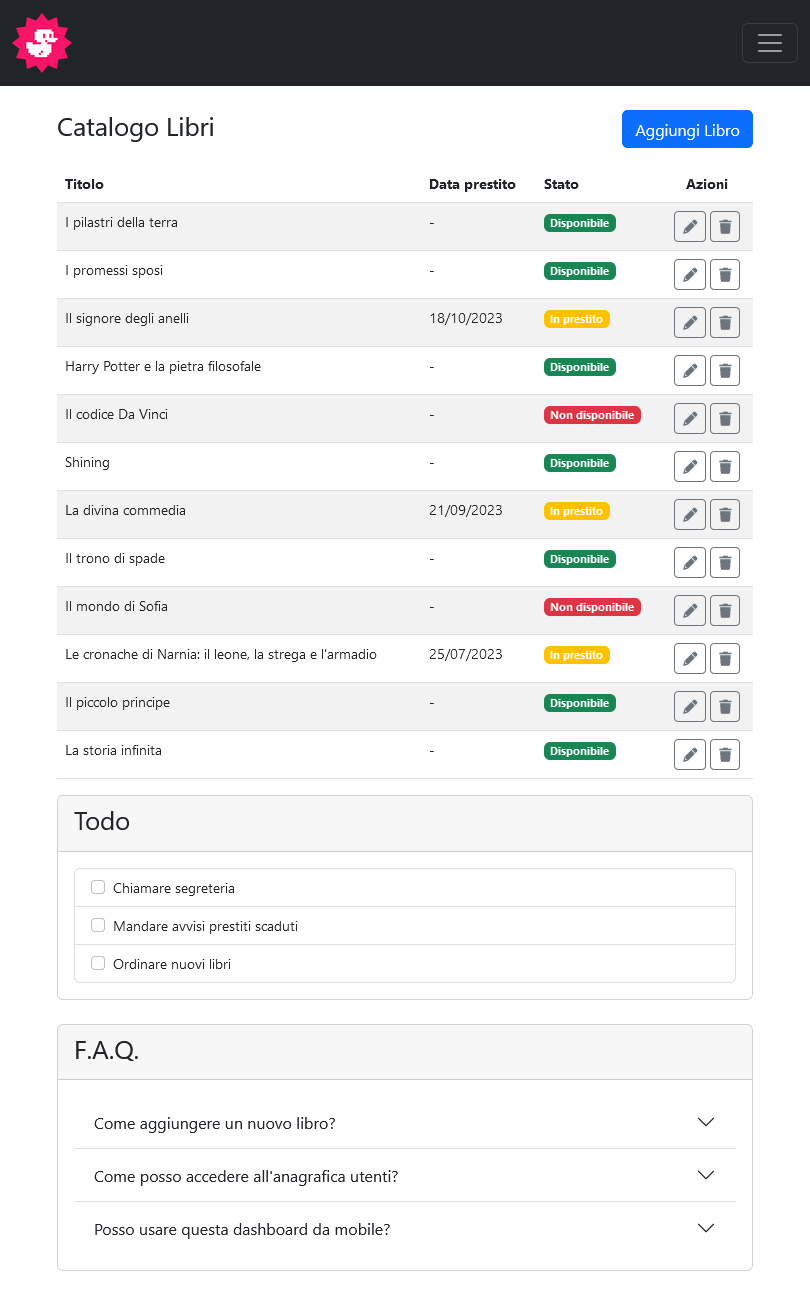 Catalogo Libri
Aggiungi Libro
Titolo Data prestito Stato Azioni
I pilastri della terra - Disponibile
I promessi sposi - Disponibile
Il signore degli anelli 18/10/2023 In prestito
Harry Potter e la pietra filosofale - Disponibile
Il codice Da Vinci - Non disponibile
Shining - Disponibile
La divina commedia 21/09/2023 In prestito
Il trono di spade - Disponibile
Il mondo di Sofia - Non disponibile
Le cronache di Narnia: il leone, la strega e l'armadio 25/07/2023 In prestito
Il piccolo principe - Disponibile
La storia infinita - Disponibile
Todo
Chiamare segreteria
Mandare avvisi prestiti scaduti
Ordinare nuovi libri
F.A.Q.
Come aggiungere un nuovo libro?
Come posso accedere all'anagrafica utenti?
Posso usare questa dashboard da mobile?